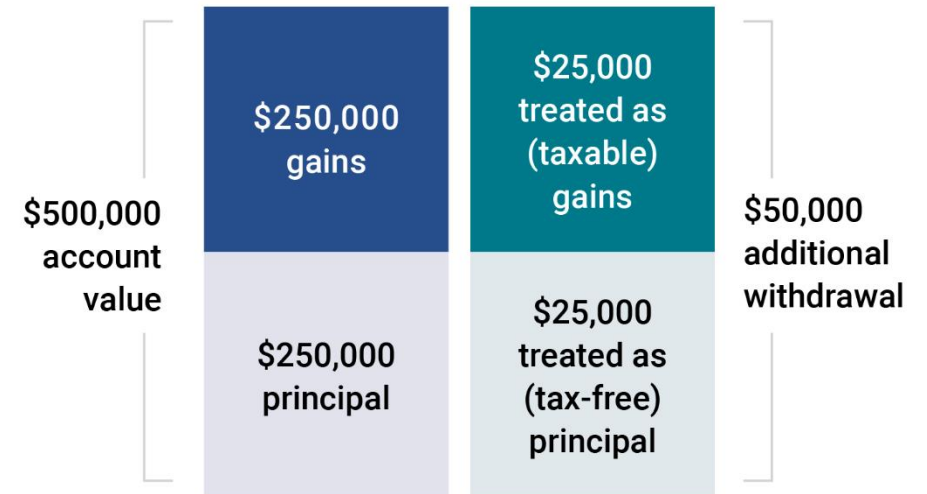 $500,000
account
value
$250,000
gains
$250,000
principal
$25,000
treated as
(taxable)
gains
$25,000
treated as
(tax-free)
principal
$50,000
additional
withdrawal